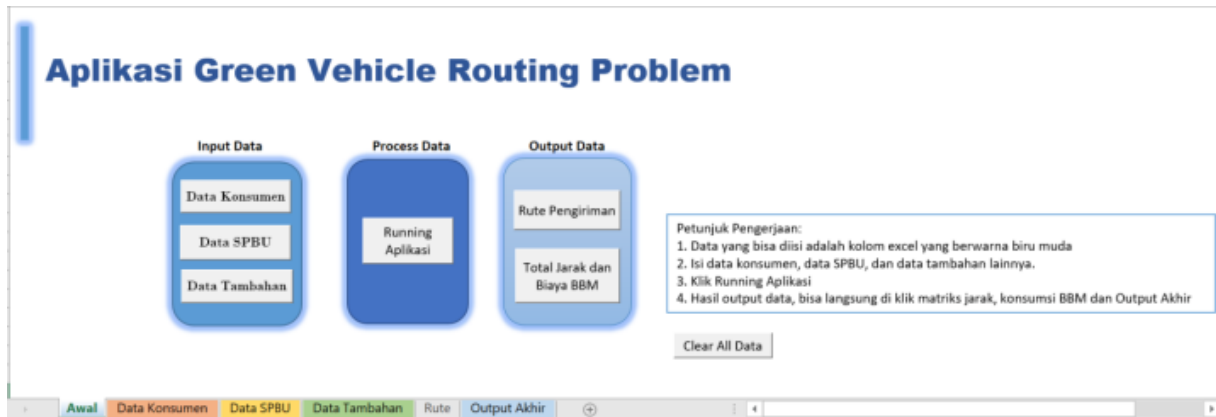 Aplikasi Green Vehicle Routing Problem
Input Data
Process Data
Output Data
Data Konsumen
Data SPBU
Data Tambahan
Running
Aplikasi
Rute Pengiriman
Total Jarak dan
Biaya BBM
Petunjuk Pengerjaan:
1. Data yang bisa diisi adalah kolom excel yang berwarna biru muda
2. Isi data konsumen, data SPBU, dan data tambahan lainnya.
3. Klik Running Aplikasi
4. Hasil output data, bisa langsung di klik matriks jarak, konsumsi BBM dan Output Akhir
Clear All Data
Awal Data Konsumen Data SPBU Data Tambahan Rute Output Akhir